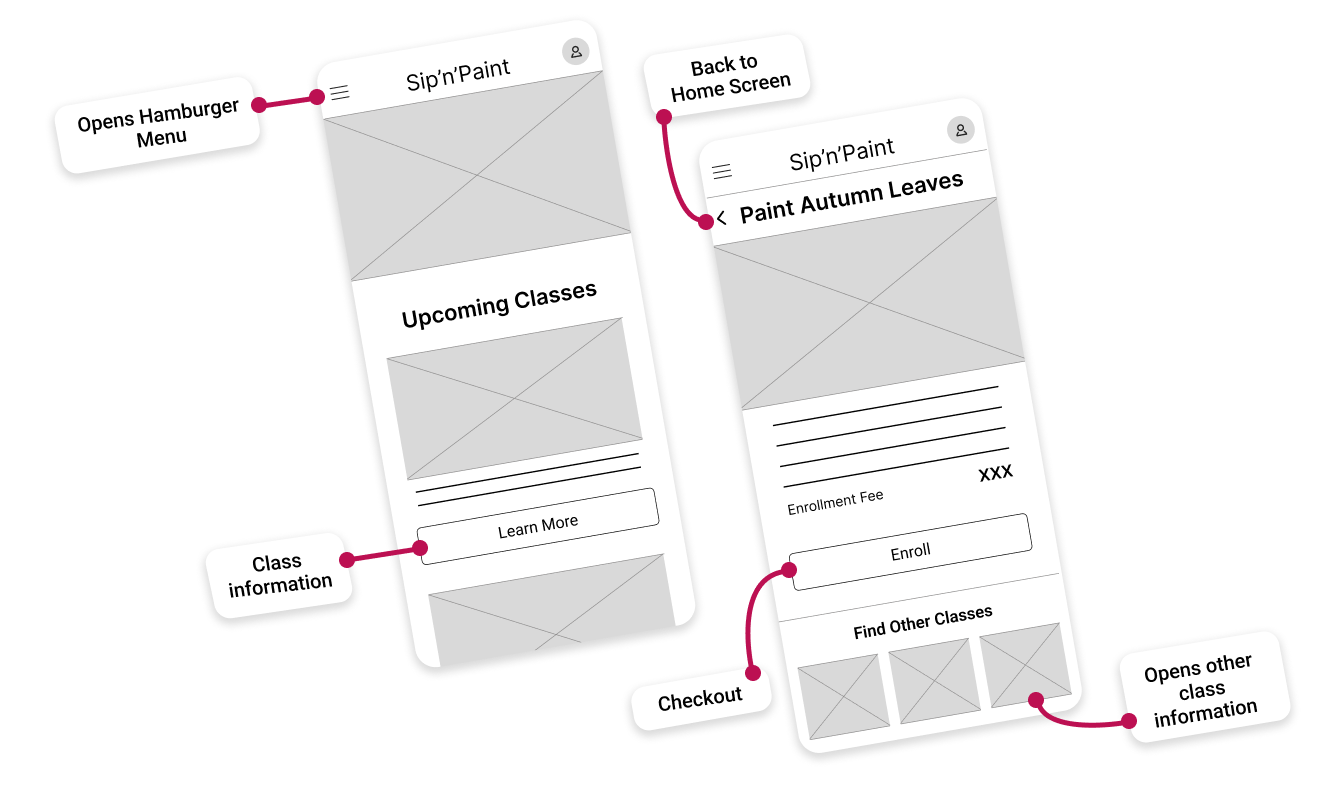 Opens Hamburger
Menu
Sip’n’Paint
Upcoming Classes
Learn More
Class
information
Back to
Home Screen
Sip’n’Paint
Paint Autumn Leaves
Enrollment Fee
XXX
Enroll
Find Other Classes
Checkout
Opens other
class
information